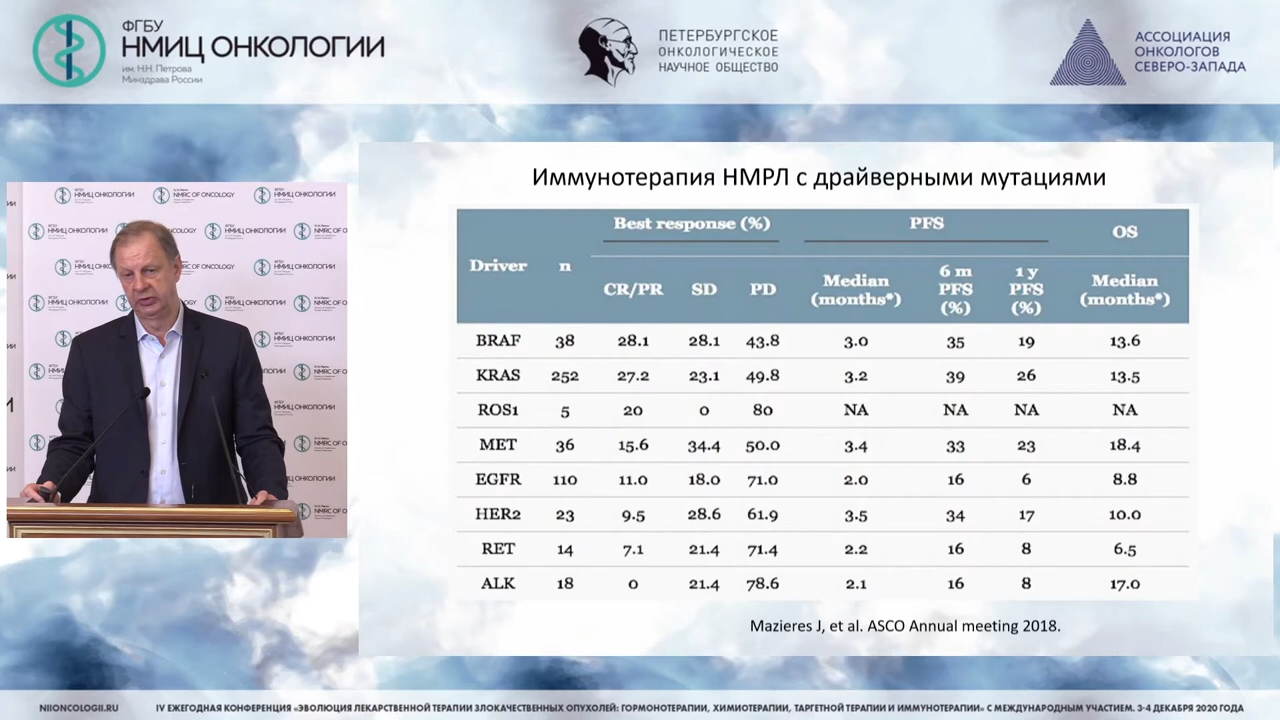 ФГБУ
НМИЦ ОНКОЛОГИИ
им. Н.Н. Петрова
Минздрава России
ПЕТЕРБУРГСКОЕ
ОНКОЛОГИЧЕСКОЕ
НАУЧНОЕ ОБЩЕСТВО
АССОЦИАЦИЯ
ОНКОЛОГОВ
СЕВЕРО-ЗАПАДА
Иммунотерапия НМРЛ с драйверными мутациями
Best response (%) PFS OS
Driver n CR/PR SD PD Median (months*) 6 m PFS (%) 1 y PFS (%) Median (months*)
BRAF 38 28.1 28.1 43.8 3.0 35 19 13.6
KRAS 252 27.2 23.1 49.8 3.2 39 26 13.5
ROS1 5 20 0 80 NA NA NA NA
MET 36 15.6 34.4 50.0 3.4 33 23 18.4
EGFR 110 11.0 18.0 71.0 2.0 16 6 8.8
HER2 23 9.5 28.6 61.9 3.5 34 17 10.0
RET 14 7.1 21.4 71.4 2.2 16 8 6.5
ALK 18 0 21.4 78.6 2.1 16 8 17.0
Mazieres J, et al. ASCO Annual meeting 2018.
НМИЦ ОНКОЛОГИИ
NMRC OF ONCOLOGY
НМИЦ ОНКОЛОГИИ
NIIONCOLOGII.RU IV ЕЖЕГОДНАЯ КОНФЕРЕНЦИЯ «ЭВОЛЮЦИЯ ЛЕКАРСТВЕННОЙ ТЕРАПИИ ЗЛОКАЧЕСТВЕННЫХ ОПУХОЛЕЙ: ГОРМОНОТЕРАПИИ, ХИМИОТЕРАПИИ, ТАРГЕТНОЙ ТЕРАПИИ И ИММУНОТЕРАПИИ» С МЕЖДУНАРОДНЫМ УЧАСТИЕМ. 3-4 ДЕКАБРЯ 2020 ГОДА